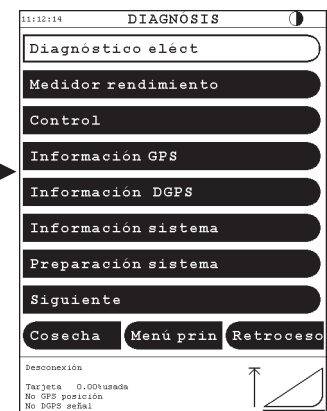 11:12:14 DIAGNÓSIS
Diagnóstico eléct
Medidor rendimiento
Control
Información GPS
Información DGPS
Información sistema
Preparación sistema
Siguiente
Cosecha Menú prin Retroceso
Desconexión
Tarjeta 0.00%usada
No GPS posición
No DGPS señal